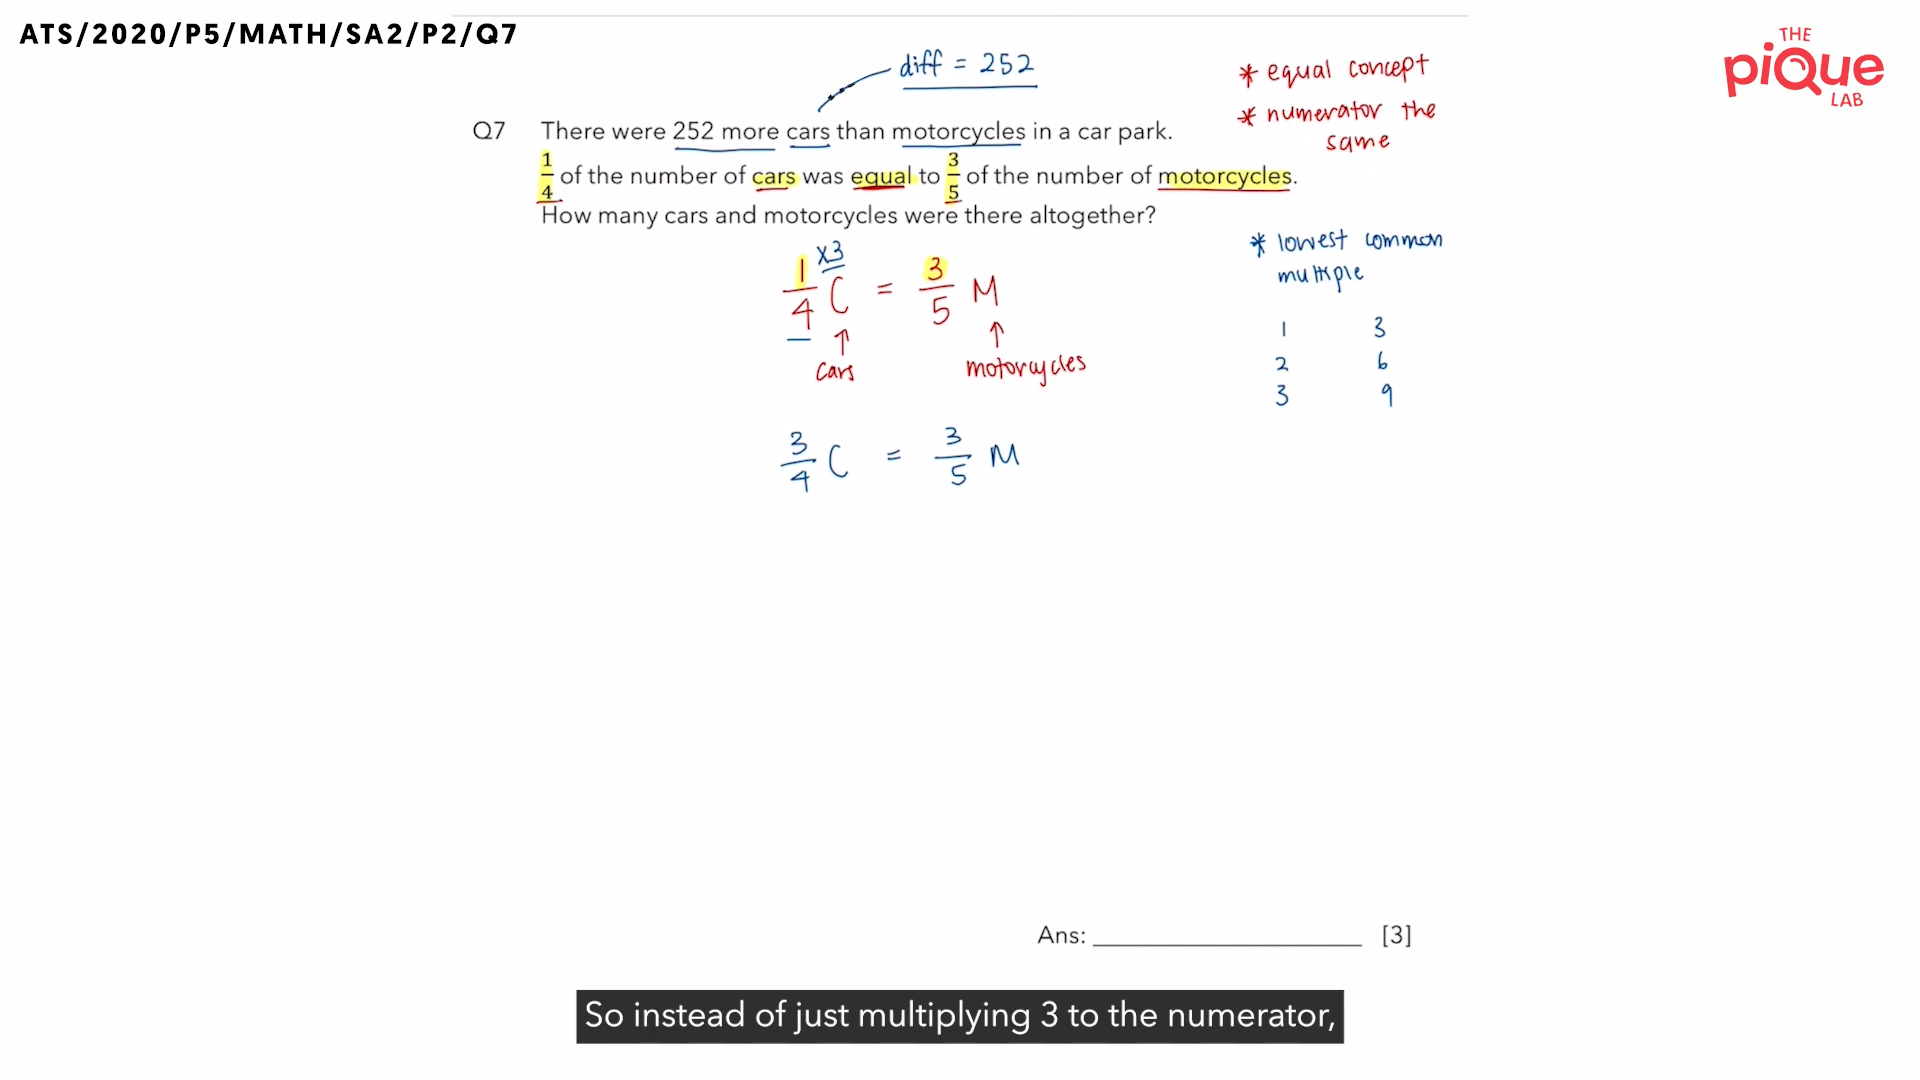 ATS/2020/P5/MATH/SA2/P2/Q7
THE
piQue
LAB
diff = 252
* equal concept
* numerator the
same
Q7 There were 252 more cars than motorcycles in a car park.
1/4 of the number of cars was equal to 3/5 of the number of motorcycles.
How many cars and motorcycles were there altogether?
x3
1/4 C = 3/5 M
↑ ↑
cars motorcycles
* lowest common
multiple
1 3
2 6
3 9
3/4 C = 3/5 M
Ans: ____________________ [3]
So instead of just multiplying 3 to the numerator,